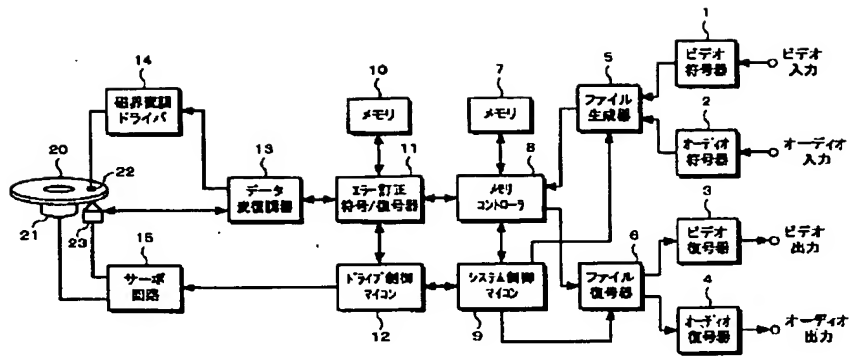 1
ビデオ
符号器
ビデオ
入力
2
オーディオ
符号器
オーディオ
入力
5
ファイル
生成器
7
メモリ
8
メモリ
コントローラ
10
メモリ
11
エラー訂正
符号/復号器
13
データ
変復調器
14
磁界変調
ドライバ
20
22
21
23
15
サーボ
回路
ドライブ制御
マイコン
12
システム制御
マイコン
9
6
ファイル
復号器
3
ビデオ
復号器
ビデオ
出力
4
オーディオ
復号器
オーディオ
出力